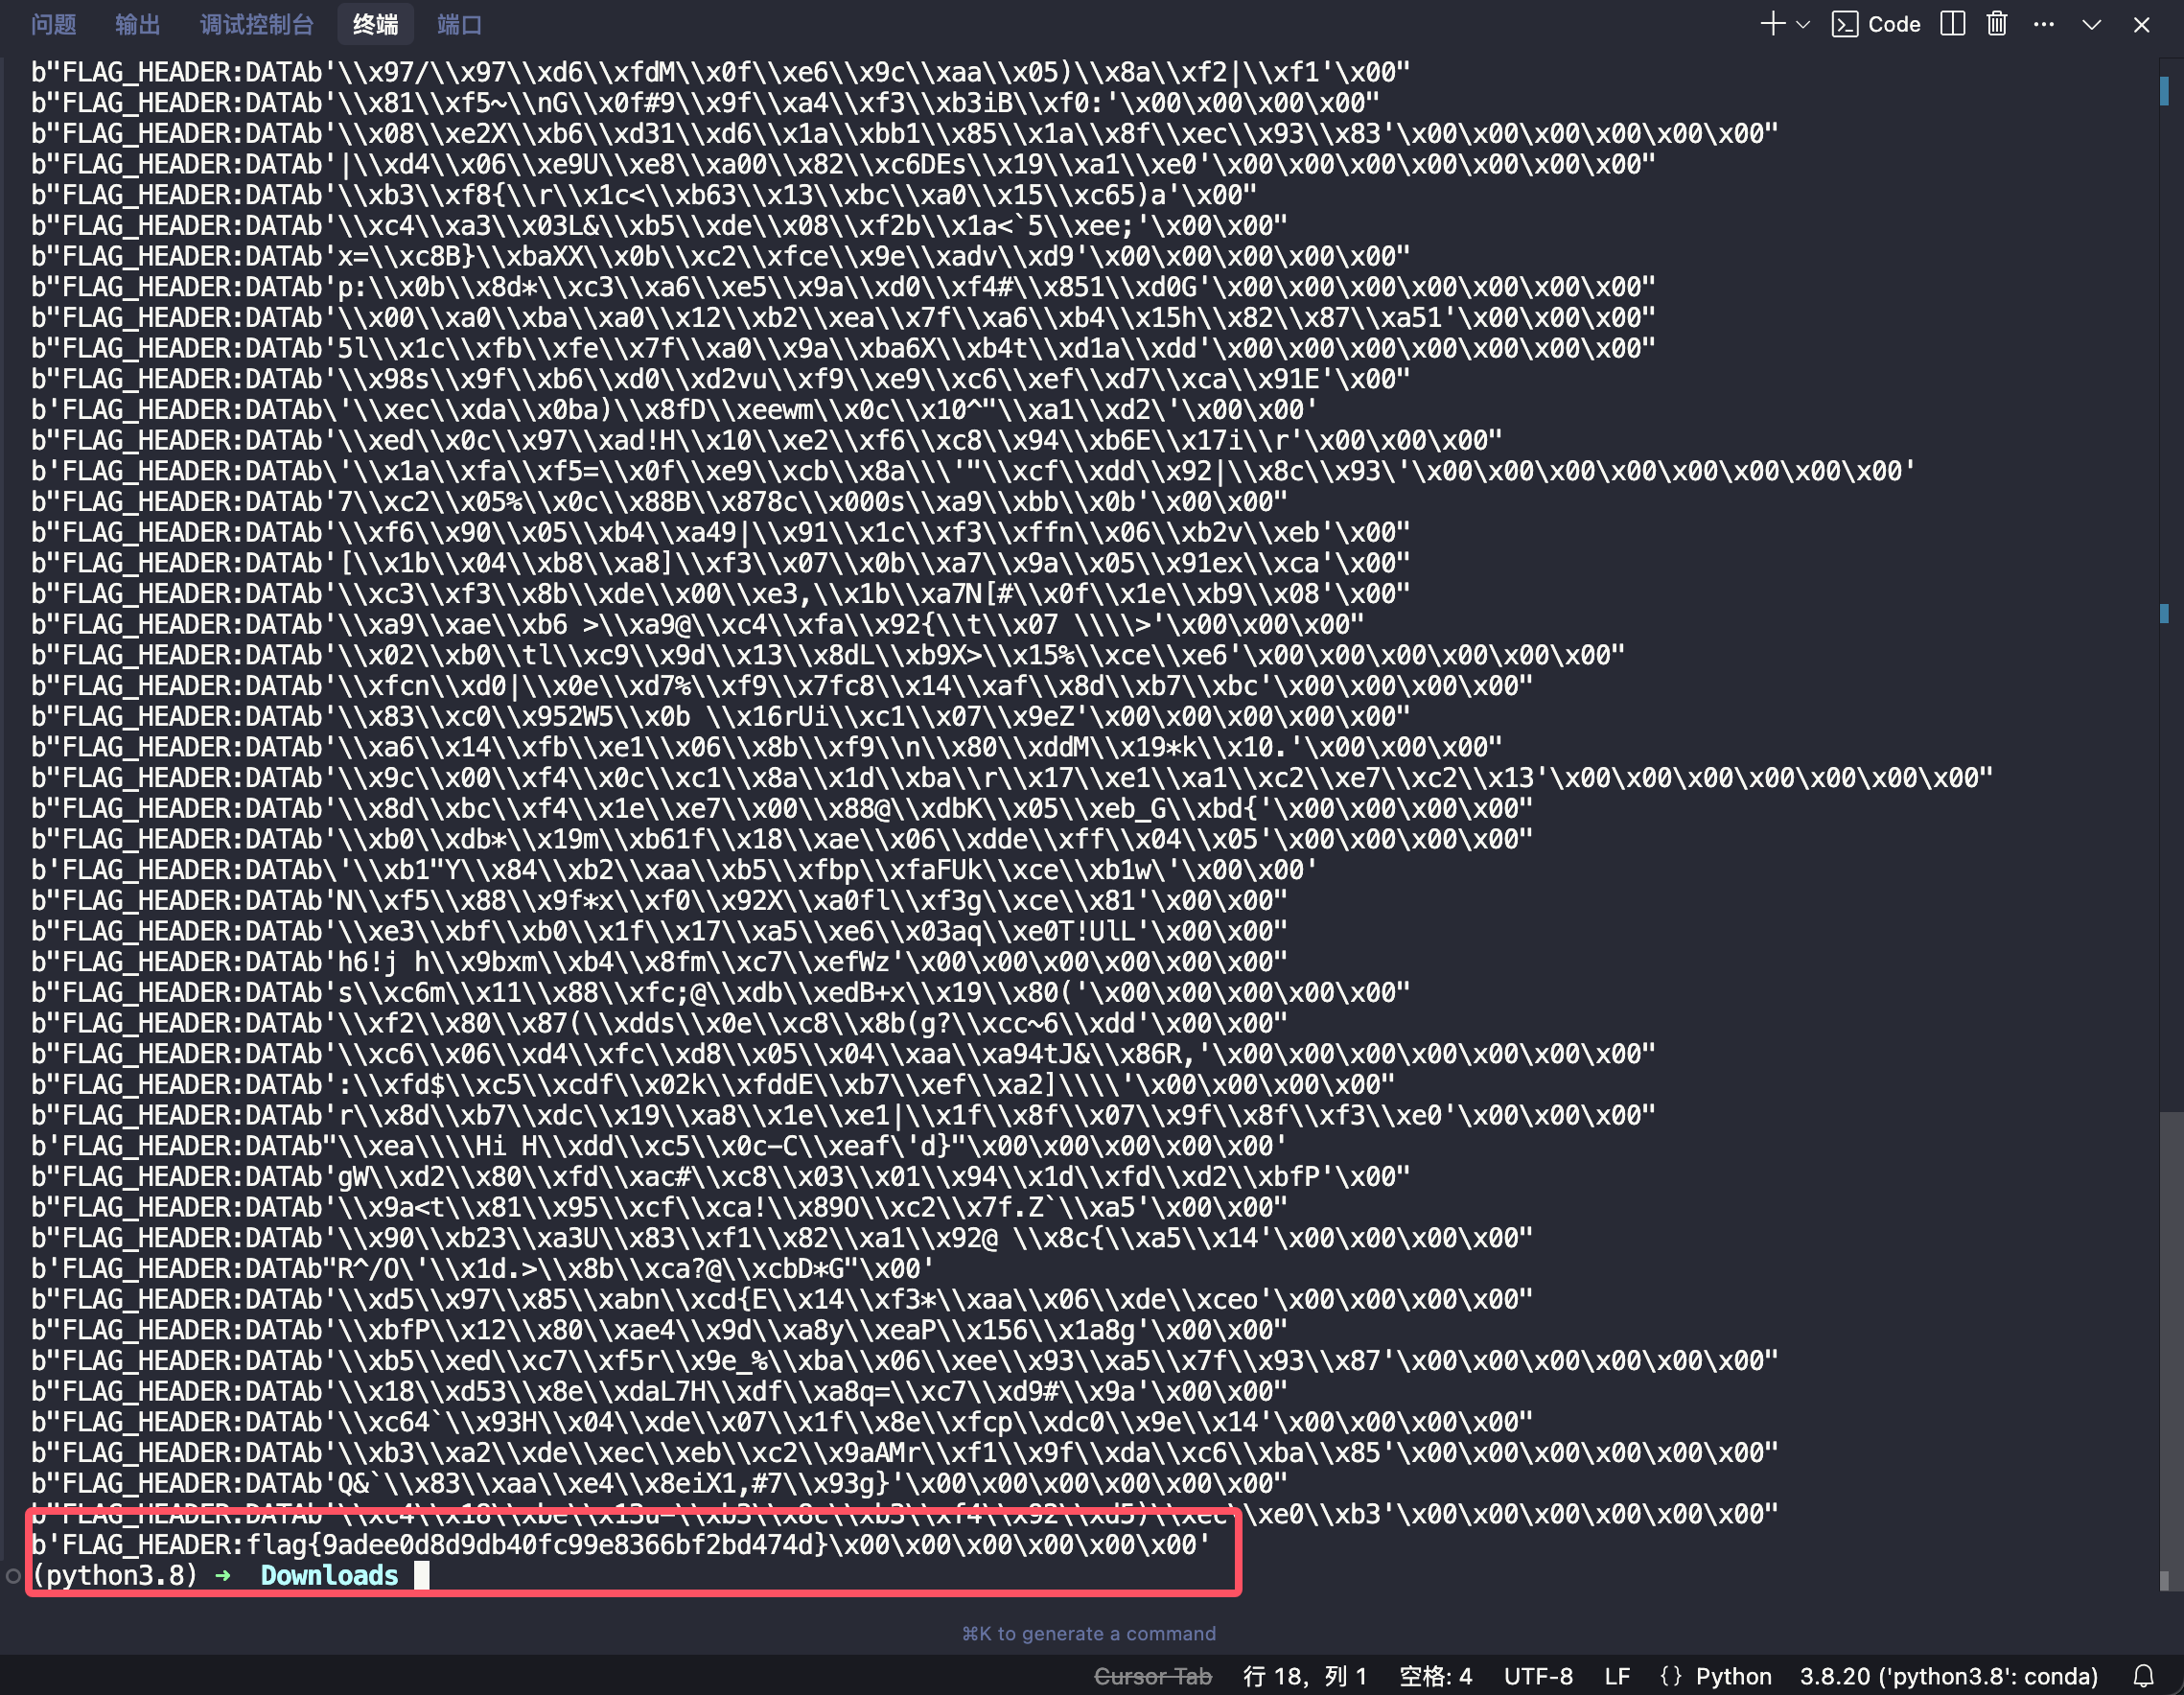 问题 输出 调试控制台 终端 端口 Code
b"FLAG_HEADER:DATAb'\\x97/\\x97\\xd6\\xfdM\\x0f\\xe6\\x9c\\xaa\\x05)\\x8a\\xf2|\\xf1'\x00"
b"FLAG_HEADER:DATAb'\\x81\\xf5~\\nG\\x0f#9\\x9f\\xa4\\xf3\\xb3iB\\xf0:'\x00\x00\x00\x00"
b"FLAG_HEADER:DATAb'\\x08\\xe2X\\xb6\\xd31\\xd6\\x1a\\xbb1\\x85\\x1a\\x8f\\xec\\x93\\x83'\x00\x00\x00\x00\x00\x00"
b"FLAG_HEADER:DATAb'|\\xd4\\x06\\xe9U\\xe8\\xa00\\x82\\xc6DEs\\x19\\xa1\\xe0'\x00\x00\x00\x00\x00\x00\x00"
b"FLAG_HEADER:DATAb'\\xb3\\xf8{\\r\\x1c<\\xb63\\x13\\xbc\\xa0\\x15\\xc65)a'\x00"
b"FLAG_HEADER:DATAb'\\xc4\\xa3\\x03L&\\xb5\\xde\\x08\\xf2b\\x1a<`5\\xee;'\x00\x00"
b"FLAG_HEADER:DATAb'x=\\xc8B}\\xbaXX\\x0b\\xc2\\xfce\\x9e\\xadv\\xd9'\x00\x00\x00\x00\x00"
b"FLAG_HEADER:DATAb'p:\\x0b\\x8d*\\xc3\\xa6\\xe5\\x9a\\xd0\\xf4#\\x851\\xd0G'\x00\x00\x00\x00\x00\x00\x00"
b"FLAG_HEADER:DATAb'\\x00\\xa0\\xba\\xa0\\x12\\xb2\\xea\\x7f\\xa6\\xb4\\x15h\\x82\\x87\\xa51'\x00\x00\x00"
b"FLAG_HEADER:DATAb'5l\\x1c\\xfb\\xfe\\x7f\\xa0\\x9a\\xba6X\\xb4t\\xd1a\\xdd'\x00\x00\x00\x00\x00\x00\x00"
b"FLAG_HEADER:DATAb'\\x98s\\x9f\\xb6\\xd0\\xd2vu\\xf9\\xe9\\xc6\\xef\\xd7\\xca\\x91E'\x00"
b'FLAG_HEADER:DATAb\'\\xec\\xda\\x0ba)\\x8fD\\xeewm\\x0c\\x10^"\\xa1\\xd2\'\x00\x00'
b"FLAG_HEADER:DATAb'\\xed\\x0c\\x97\\xad!H\\x10\\xe2\\xf6\\xc8\\x94\\xb6E\\x17i\\r'\x00\x00\x00"
b'FLAG_HEADER:DATAb\'\\x1a\\xfa\\xf5=\\x0f\\xe9\\xcb\\x8a\\\'"\\xcf\\xdd\\x92|\\x8c\\x93\'\x00\x00\x00\x00\x00\x00\x00\x00'
b"FLAG_HEADER:DATAb'7\\xc2\\x05%\\x0c\\x88B\\x878c\\x000s\\xa9\\xbb\\x0b'\x00\x00"
b"FLAG_HEADER:DATAb'\\xf6\\x90\\x05\\xb4\\xa49|\\x91\\x1c\\xf3\\xffn\\x06\\xb2v\\xeb'\x00"
b"FLAG_HEADER:DATAb'[\\x1b\\x04\\xb8\\xa8]\\xf3\\x07\\x0b\\xa7\\x9a\\x05\\x91ex\\xca'\x00"
b"FLAG_HEADER:DATAb'\\xc3\\xf3\\x8b\\xde\\x00\\xe3,\\x1b\\xa7N[#\\x0f\\x1e\\xb9\\x08'\x00"
b"FLAG_HEADER:DATAb'\\xa9\\xae\\xb6 >\\xa9@\\xc4\\xfa\\x92{\\t\\x07 \\\\>'\x00\x00\x00"
b"FLAG_HEADER:DATAb'\\x02\\xb0\\tl\\xc9\\x9d\\x13\\x8dL\\xb9X>\\x15%\\xce\\xe6'\x00\x00\x00\x00\x00\x00"
b"FLAG_HEADER:DATAb'\\xfcn\\xd0|\\x0e\\xd7%\\xf9\\x7fc8\\x14\\xaf\\x8d\\xb7\\xbc'\x00\x00\x00\x00"
b"FLAG_HEADER:DATAb'\\x83\\xc0\\x952W5\\x0b \\x16rUi\\xc1\\x07\\x9eZ'\x00\x00\x00\x00\x00"
b"FLAG_HEADER:DATAb'\\xa6\\x14\\xfb\\xe1\\x06\\x8b\\xf9\\n\\x80\\xddM\\x19*k\\x10.'\x00\x00\x00"
b"FLAG_HEADER:DATAb'\\x9c\\x00\\xf4\\x0c\\xc1\\x8a\\x1d\\xba\\r\\x17\\xe1\\xa1\\xc2\\xe7\\xc2\\x13'\x00\x00\x00\x00\x00\x00\x00"
b"FLAG_HEADER:DATAb'\\x8d\\xbc\\xf4\\x1e\\xe7\\x00\\x88@\\xdbK\\x05\\xeb_G\\xbd{'\x00\x00\x00\x00"
b"FLAG_HEADER:DATAb'\\xb0\\xdb*\\x19m\\xb61f\\x18\\xae\\x06\\xdde\\xff\\x04\\x05'\x00\x00\x00\x00"
b'FLAG_HEADER:DATAb\'\\xb1"Y\\x84\\xb2\\xaa\\xb5\\xfbp\\xfaFUk\\xce\\xb1w\'\x00\x00'
b"FLAG_HEADER:DATAb'N\\xf5\\x88\\x9f*x\\xf0\\x92X\\xa0fl\\xf3g\\xce\\x81'\x00\x00"
b"FLAG_HEADER:DATAb'\\xe3\\xbf\\xb0\\x1f\\x17\\xa5\\xe6\\x03aq\\xe0T!UlL'\x00\x00"
b"FLAG_HEADER:DATAb'h6!j h\\x9bxm\\xb4\\x8fm\\xc7\\xefWz'\x00\x00\x00\x00\x00\x00"
b"FLAG_HEADER:DATAb's\\xc6m\\x11\\x88\\xfc;@\\xdb\\xedB+x\\x19\\x80('\x00\x00\x00\x00\x00"
b"FLAG_HEADER:DATAb'\\xf2\\x80\\x87(\\xdds\\x0e\\xc8\\x8b(g?\\xcc~6\\xdd'\x00\x00"
b"FLAG_HEADER:DATAb'\\xc6\\x06\\xd4\\xfc\\xd8\\x05\\x04\\xaa\\xa94tJ&\\x86R,'\x00\x00\x00\x00\x00\x00\x00"
b"FLAG_HEADER:DATAb':\\xfd$\\xc5\\xcdf\\x02k\\xfddE\\xb7\\xef\\xa2]\\\\'\x00\x00\x00\x00"
b"FLAG_HEADER:DATAb'r\\x8d\\xb7\\xdc\\x19\\xa8\\x1e\\xe1|\\x1f\\x8f\\x07\\x9f\\x8f\\xf3\\xe0'\x00\x00\x00"
b'FLAG_HEADER:DATAb"\\xea\\\\Hi H\\xdd\\xc5\\x0c-C\\xeaf\'d}"\x00\x00\x00\x00\x00'
b"FLAG_HEADER:DATAb'gW\\xd2\\x80\\xfd\\xac#\\xc8\\x03\\x01\\x94\\x1d\\xfd\\xd2\\xbfP'\x00"
b"FLAG_HEADER:DATAb'\\x9a<t\\x81\\x95\\xcf\\xca!\\x89O\\xc2\\x7f.Z`\\xa5'\x00\x00"
b"FLAG_HEADER:DATAb'\\x90\\xb23\\xa3U\\x83\\xf1\\x82\\xa1\\x92@ \\x8c{\\xa5\\x14'\x00\x00\x00\x00"
b'FLAG_HEADER:DATAb"R^/O\'\\x1d.>\\x8b\\xca?@\\xcbD*G"\x00'
b"FLAG_HEADER:DATAb'\\xd5\\x97\\x85\\xabn\\xcd{E\\x14\\xf3*\\xaa\\x06\\xde\\xceo'\x00\x00\x00\x00"
b"FLAG_HEADER:DATAb'\\xbfP\\x12\\x80\\xae4\\x9d\\xa8y\\xeaP\\x156\\x1a8g'\x00\x00"
b"FLAG_HEADER:DATAb'\\xb5\\xed\\xc7\\xf5r\\x9e_%\\xba\\x06\\xee\\x93\\xa5\\x7f\\x93\\x87'\x00\x00\x00\x00\x00\x00"
b"FLAG_HEADER:DATAb'\\x18\\xd53\\x8e\\xdaL7H\\xdf\\xa8q=\\xc7\\xd9#\\x9a'\x00\x00"
b"FLAG_HEADER:DATAb'\\xc64`\\x93H\\x04\\xde\\x07\\x1f\\x8e\\xfcp\\xdc0\\x9e\\x14'\x00\x00\x00\x00"
b"FLAG_HEADER:DATAb'\\xb3\\xa2\\xde\\xec\\xeb\\xc2\\x9aAMr\\xf1\\x9f\\xda\\xc6\\xba\\x85'\x00\x00\x00\x00\x00\x00"
b"FLAG_HEADER:DATAb'Q&`\\x83\\xaa\\xe4\\x8eiX1,#7\\x93g}'\x00\x00\x00\x00\x00\x00"
\\xe0\\xb3'\x00\x00\x00\x00\x00\x00"
b'FLAG_HEADER:flag{9adee0d8d9db40fc99e8366bf2bd474d}\x00\x00\x00\x00\x00\x00'
(python3.8) ➜ Downloads
⌘K to generate a command
Cursor Tab 行 18，列 1 空格: 4 UTF-8 LF {} Python 3.8.20 ('python3.8': conda)